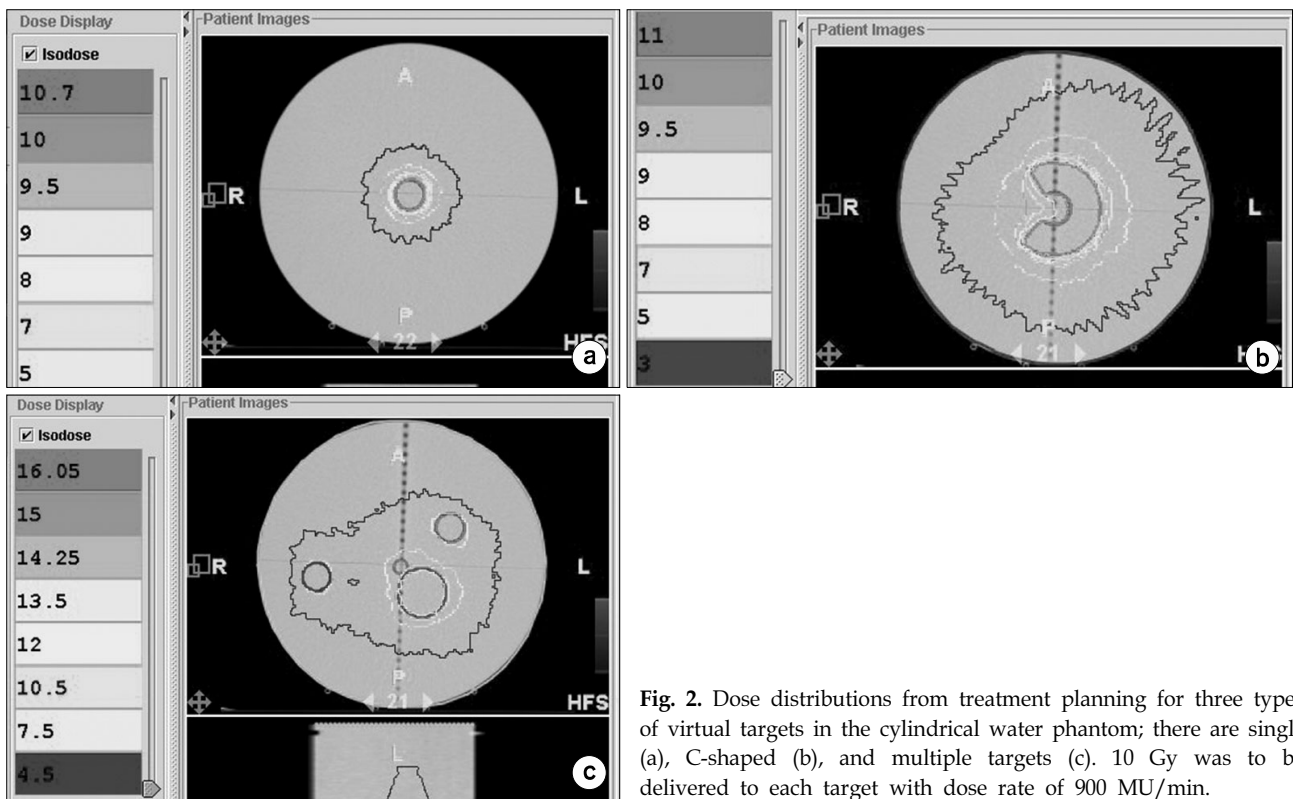 Dose Display
Patient Images
Isodose
10.7
10
9.5
9
8
7
5
A
R
L
P
22
HFS
a
Patient Images
11
10
9.5
9
8
7
5
3
A
R
L
P
21
b
Dose Display
Patient Images
Isodose
16.05
15
14.25
13.5
12
10.5
7.5
4.5
A
R
L
P
21
HFS
L
c
Fig. 2. Dose distributions from treatment planning for three type
of virtual targets in the cylindrical water phantom; there are singl
(a), C-shaped (b), and multiple targets (c). 10 Gy was to b
delivered to each target with dose rate of 900 MU/min.